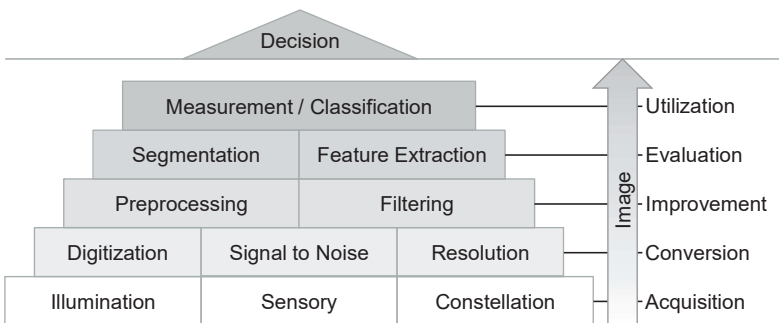 Decision
Measurement / Classification
Utilization
Segmentation
Feature Extraction
Evaluation
Preprocessing
Filtering
Improvement
Digitization
Signal to Noise
Resolution
Conversion
Illumination
Sensory
Constellation
Acquisition
Image